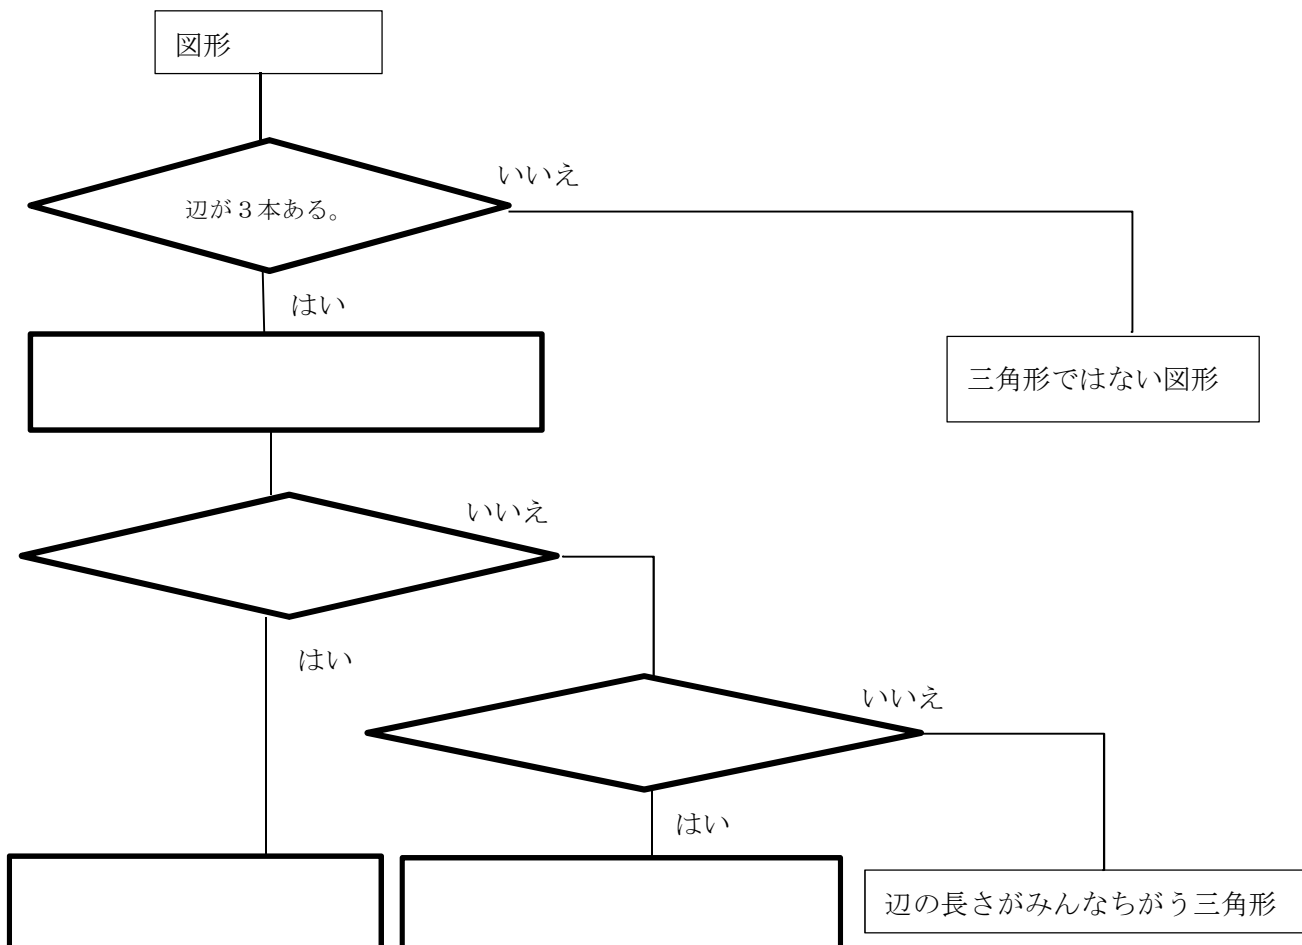 図形
いいえ
辺が３本ある。
はい
三角形ではない図形
いいえ
はい
いいえ
はい
辺の長さがみんなちがう三角形